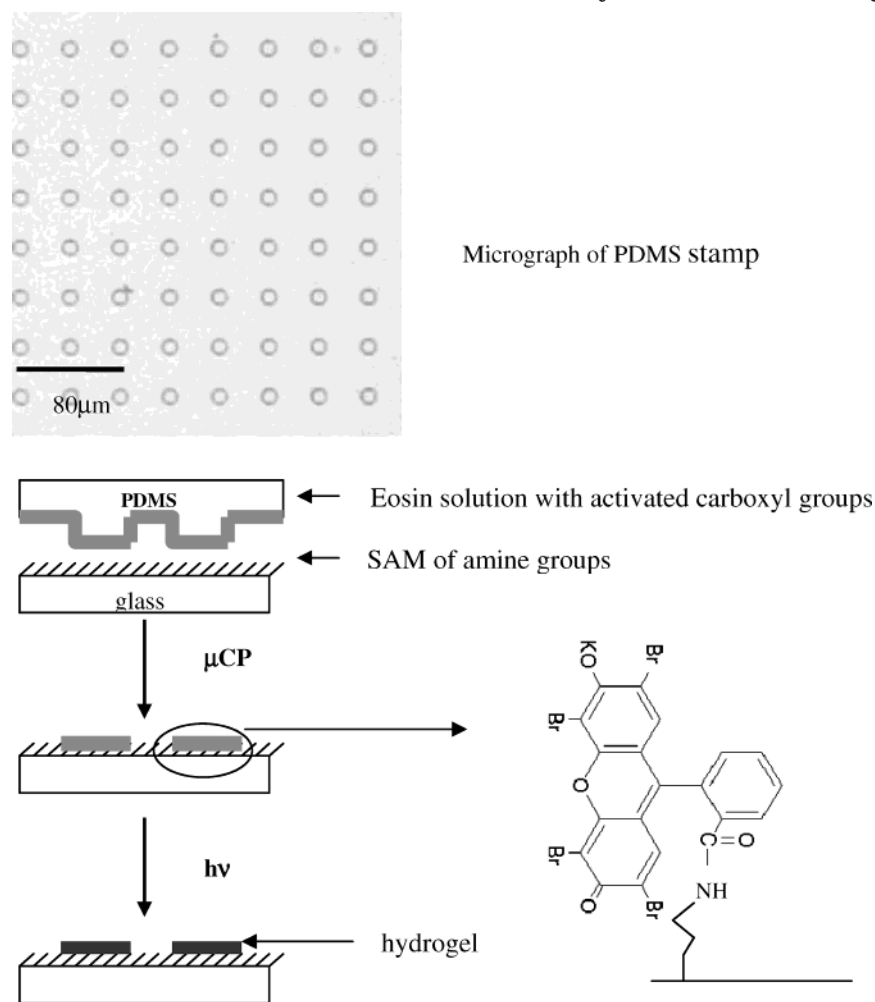 Micrograph of PDMS stamp
80μm
PDMS
Eosin solution with activated carboxyl groups
SAM of amine groups
glass
μCP
KO
Br
Br
O
C=O
Br
NH
Br
O
hν
hydrogel